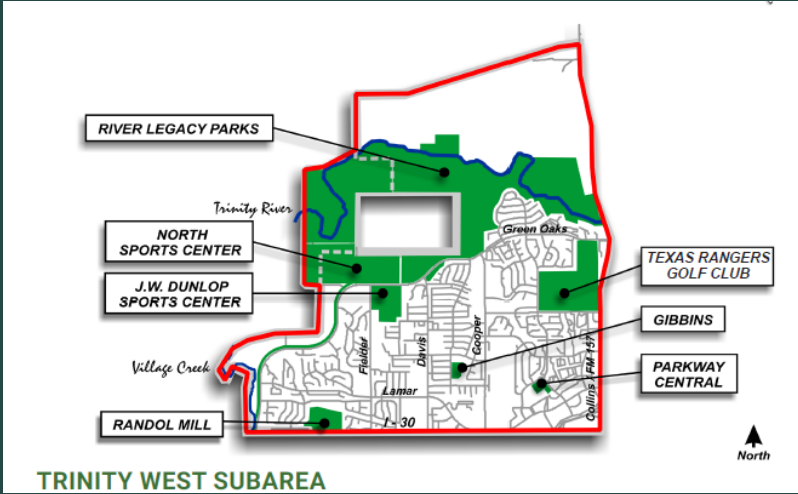 RIVER LEGACY PARKS
Trinity River
NORTH
SPORTS CENTER
Green Oaks
TEXAS RANGERS
GOLF CLUB
J.W. DUNLOP
SPORTS CENTER
GIBBINS
Fielder
Davis
Cooper
Collins / FM 157
Village Creek
PARKWAY
CENTRAL
Lamar
RANDOL MILL
I - 30
North
TRINITY WEST SUBAREA